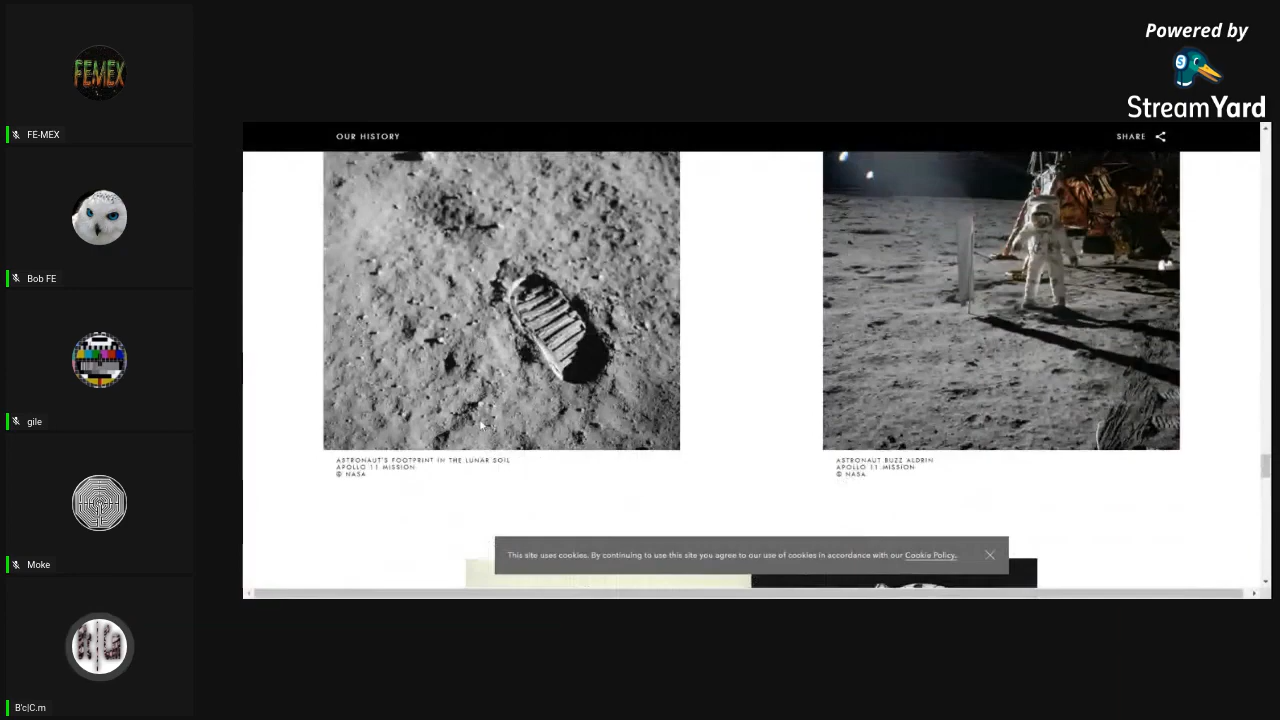 Powered by
StreamYard
FEMEX
FE-MEX
Bob FE
gile
Moke
B'c|C.m
OUR HISTORY
SHARE
ASTRONAUT'S FOOTPRINT IN THE LUNAR SOIL
APOLLO 11 MISSION
© NASA
ASTRONAUT BUZZ ALDRIN
APOLLO 11 MISSION
© NASA
This site uses cookies. By continuing to use this site you agree to our use of cookies in accordance with our Cookie Policy.